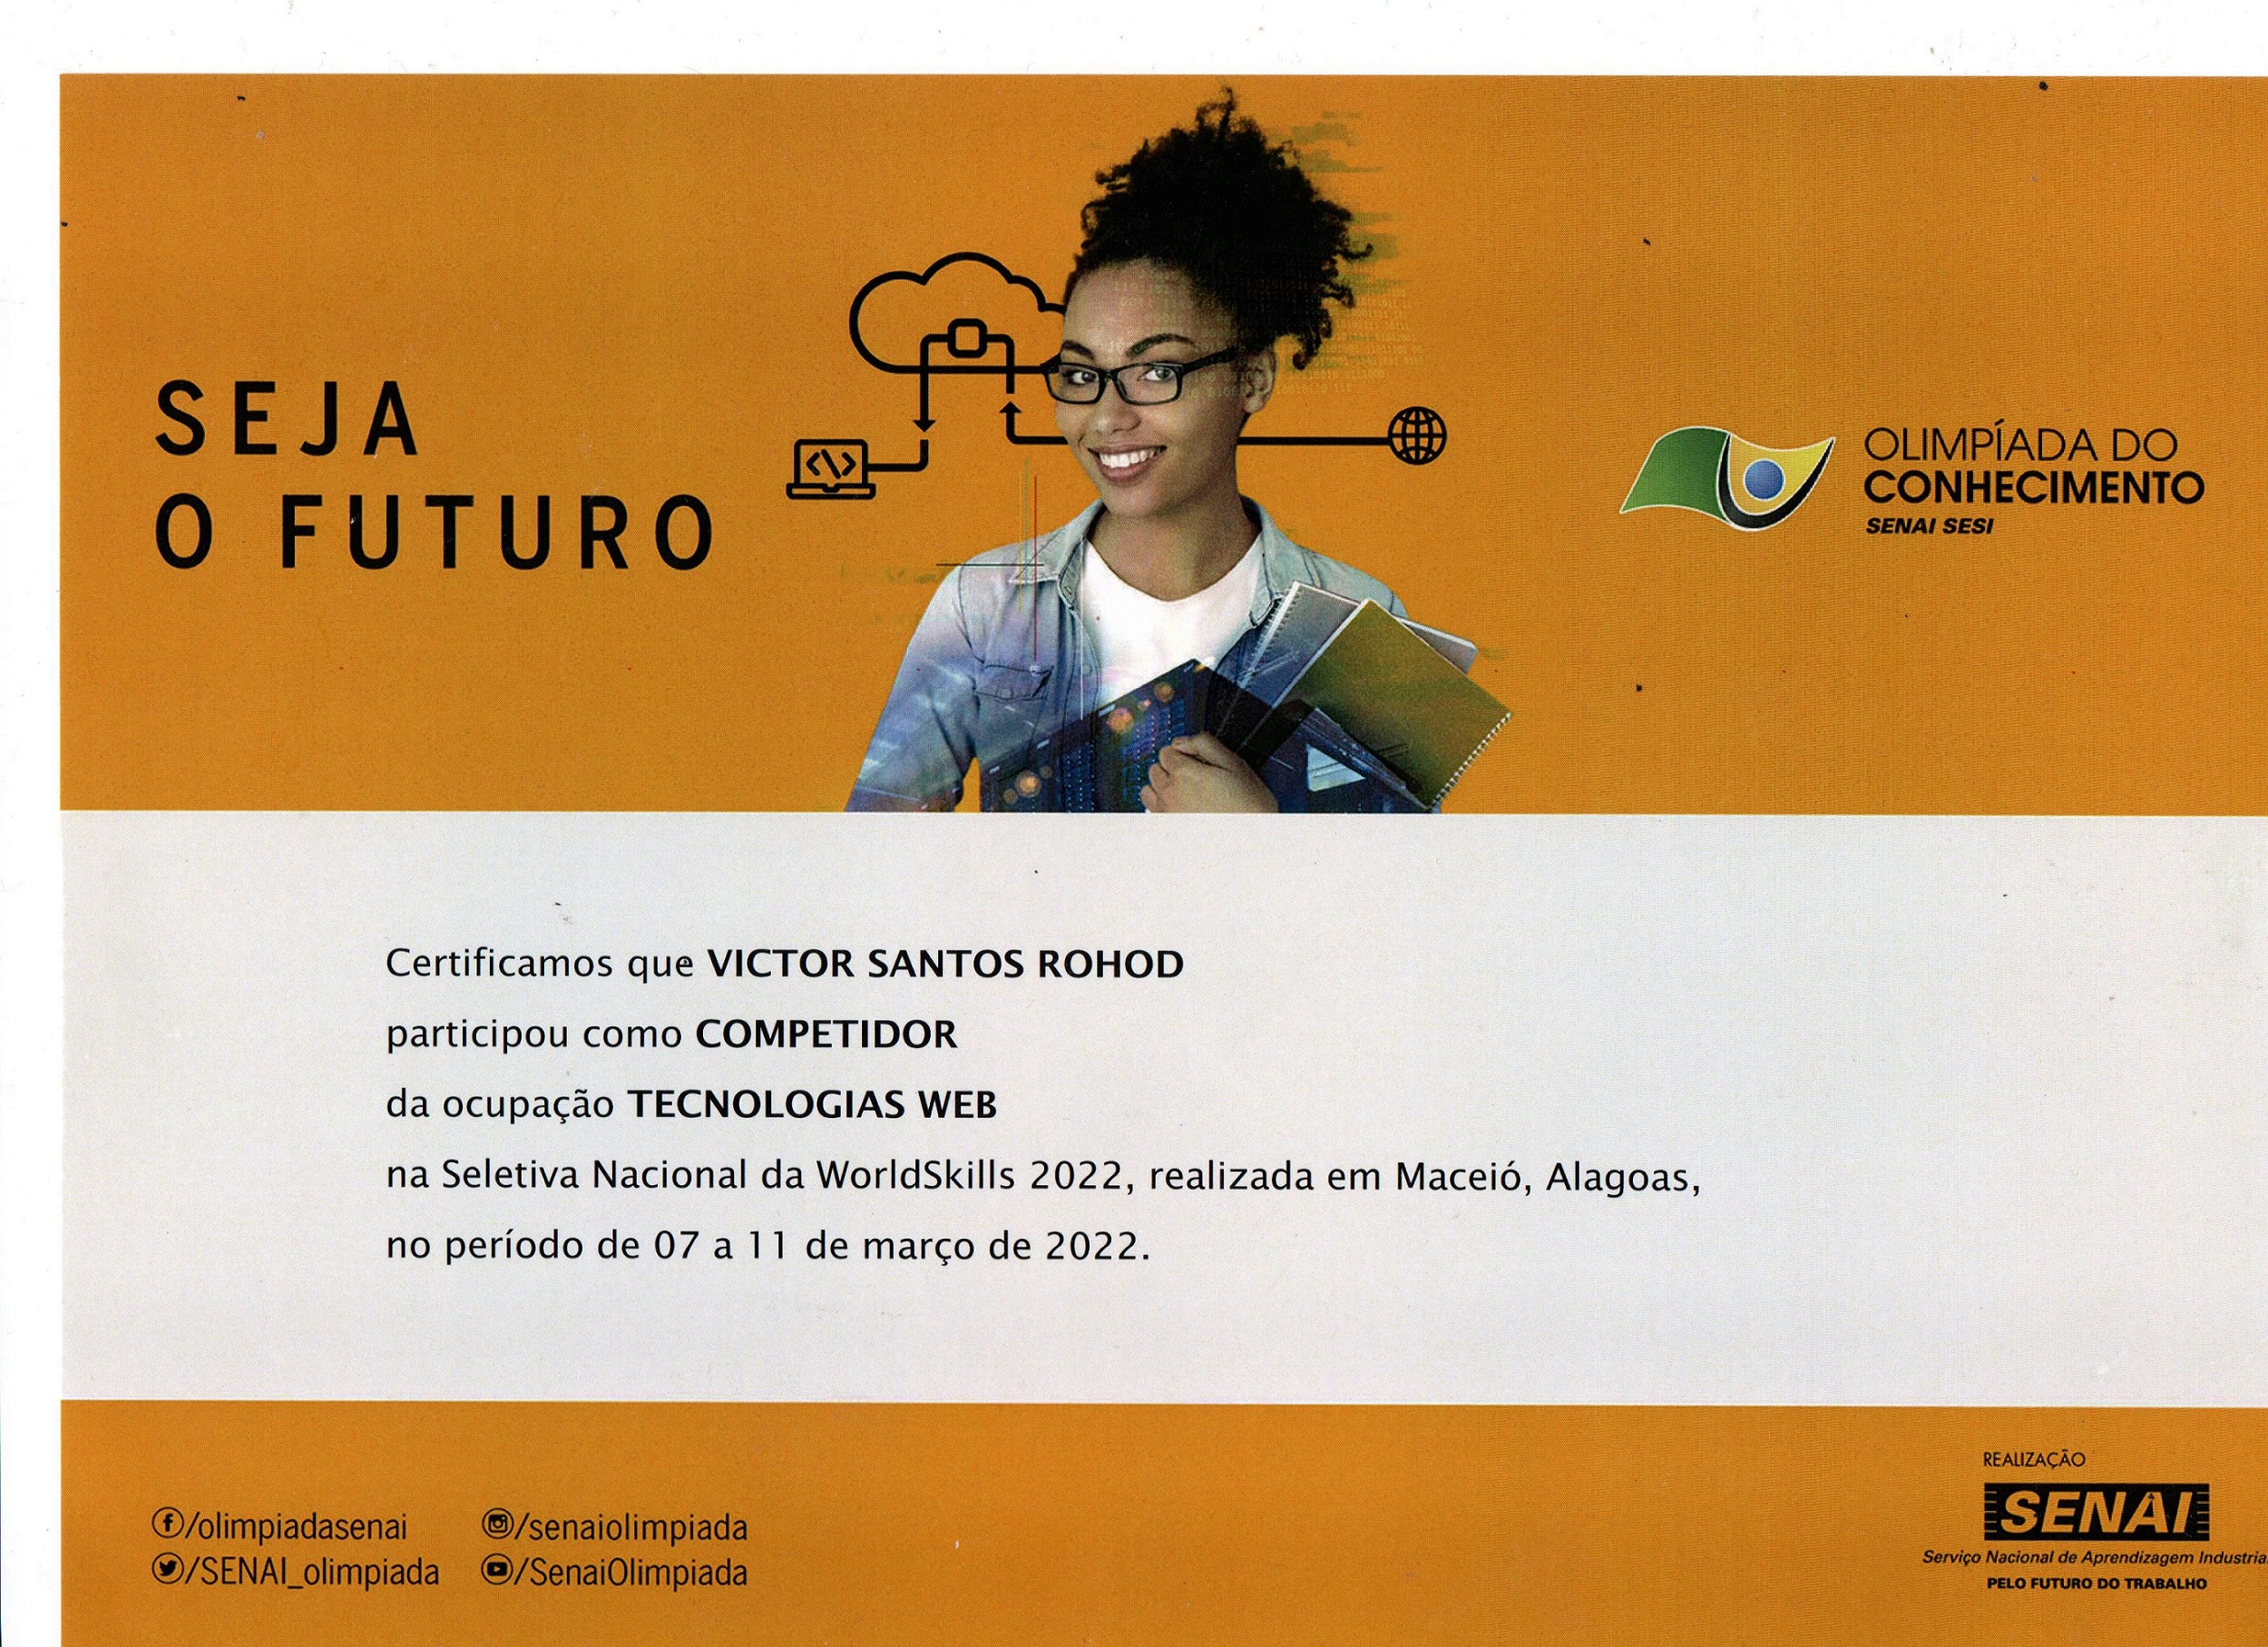 SEJA
O FUTURO
OLIMPÍADA DO
CONHECIMENTO
SENAI SESI
Certificamos que VICTOR SANTOS ROHOD
participou como COMPETIDOR
da ocupação TECNOLOGIAS WEB
na Seletiva Nacional da WorldSkills 2022, realizada em Maceió, Alagoas,
no período de 07 a 11 de março de 2022.
/olimpiadasenai
/senaiolimpiada
/SENAI_olimpiada
/SenaiOlimpiada
REALIZAÇÃO
SENAI
Serviço Nacional de Aprendizagem Industria
PELO FUTURO DO TRABALHO